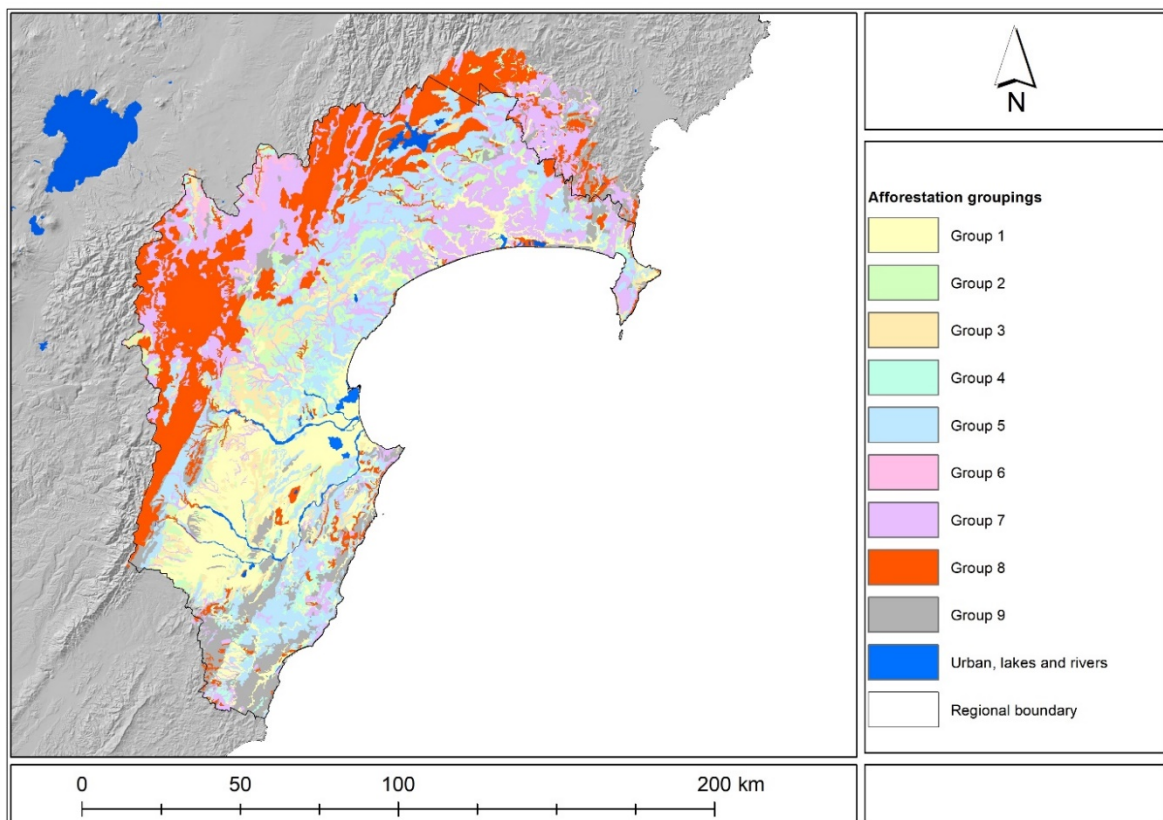 N
Afforestation groupings
Group 1
Group 2
Group 3
Group 4
Group 5
Group 6
Group 7
Group 8
Group 9
Urban, lakes and rivers
Regional boundary
0 50 100 200 km